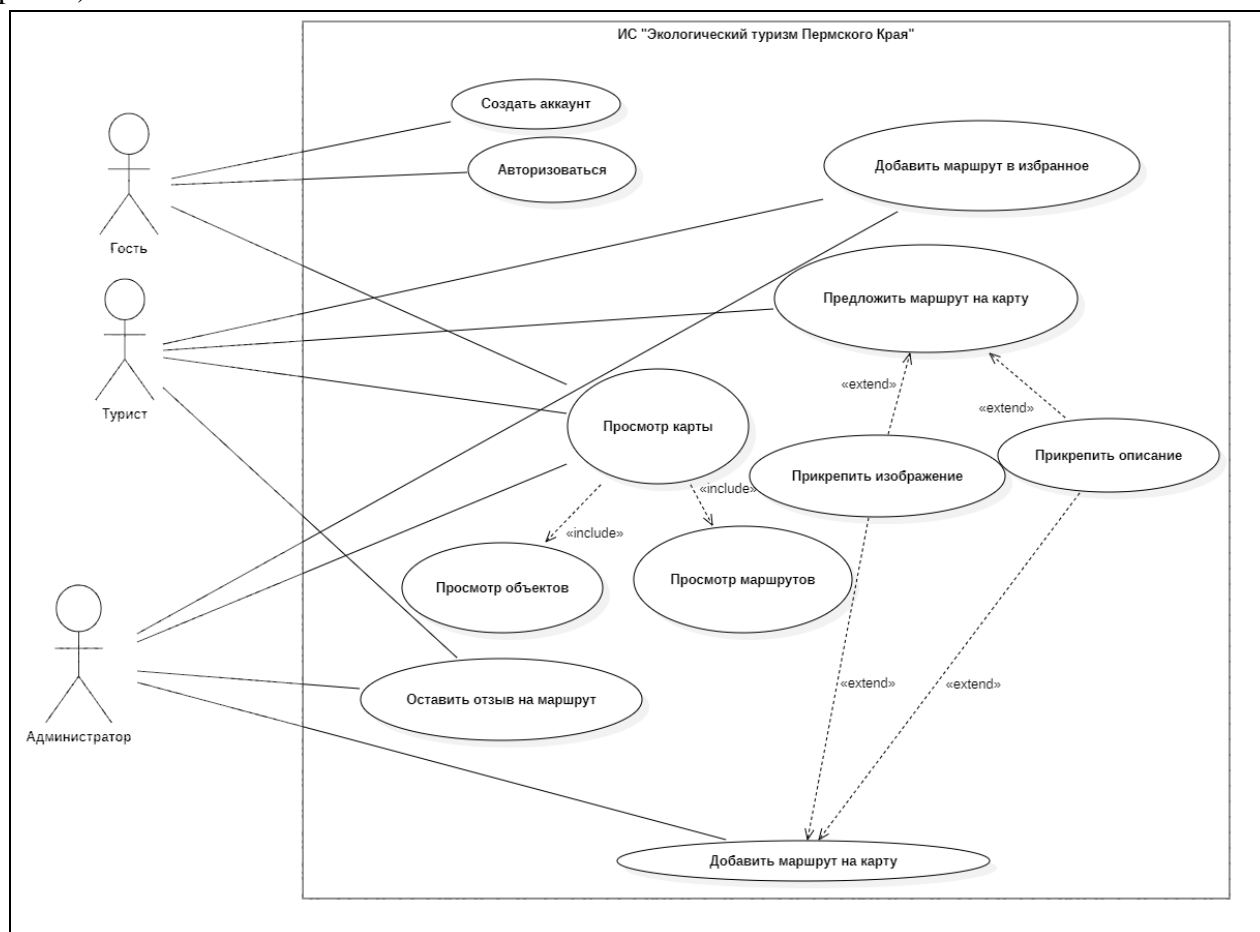 ИС "Экологический туризм Пермского Края"
Создать аккаунт
Авторизоваться
Добавить маршрут в избранное
Гость
Предложить маршрут на карту
Турист
«extend»
«extend»
Просмотр карты
Прикрепить описание
Прикрепить изображение
«include»
«include»
Просмотр объектов
Просмотр маршрутов
«extend»
«extend»
Оставить отзыв на маршрут
Администратор
Добавить маршрут на карту